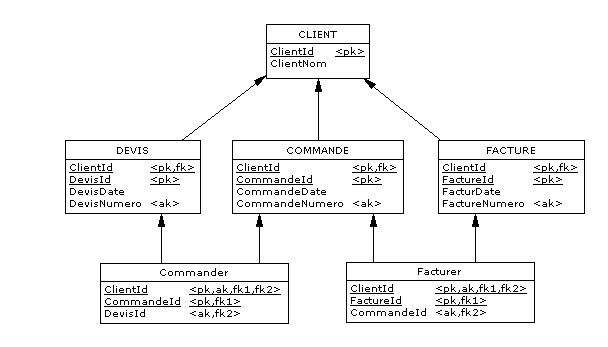 CLIENT
ClientId <pk>
ClientNom
DEVIS
ClientId <pk,fk>
DevisId <pk>
DevisDate
DevisNumero <ak>
COMMANDE
ClientId <pk,fk>
CommandeId <pk>
CommandeDate
CommandeNumero <ak>
FACTURE
ClientId <pk,fk>
FactureId <pk>
FacturDate
FactureNumero <ak>
Commander
ClientId <pk,ak,fk1,fk2>
CommandeId <pk,fk1>
DevisId <ak,fk2>
Facturer
ClientId <pk,ak,fk1,fk2>
FactureId <pk,fk1>
CommandeId <ak,fk2>